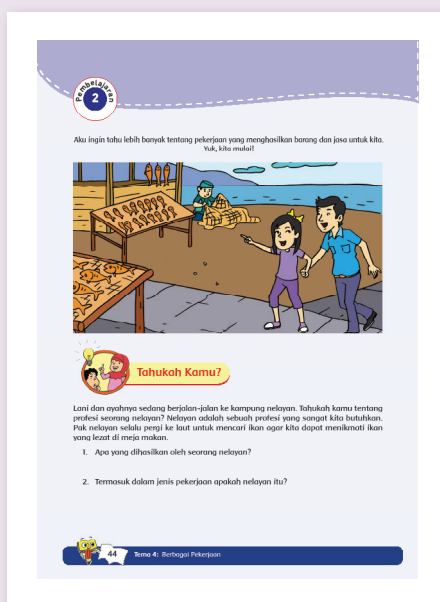 Pembelajaran
2
Aku ingin tahu lebih banyak tentang pekerjaan yang menghasilkan barang dan jasa untuk kita.
Yuk, kita mulai!
Tahukah Kamu?
Lani dan ayahnya sedang berjalan-jalan ke kampung nelayan. Tahukah kamu tentang
profesi seorang nelayan? Nelayan adalah sebuah profesi yang sangat kita butuhkan.
Pak nelayan selalu pergi ke laut untuk mencari ikan agar kita dapat menikmati ikan
yang lezat di meja makan.
1. Apa yang dihasilkan oleh seorang nelayan?
2. Termasuk dalam jenis pekerjaan apakah nelayan itu?
44 Tema 4: Berbagai Pekerjaan